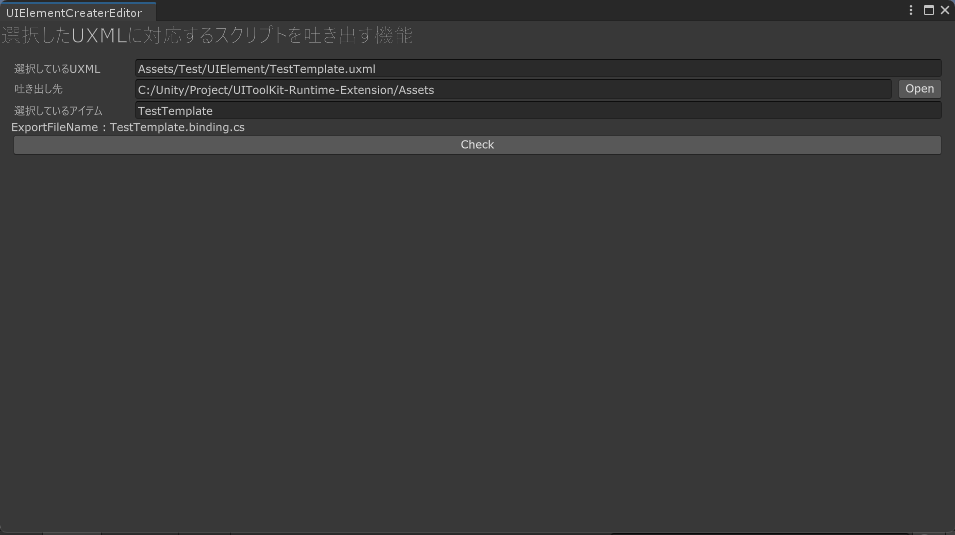 UIElementCreaterEditor
選択したUXMLに対応するスクリプトを吐き出す機能
選択しているUXML Assets/Test/UIElement/TestTemplate.uxml
吐き出し先 C:/Unity/Project/UIToolKit-Runtime-Extension/Assets Open
選択しているアイテム TestTemplate
ExportFileName : TestTemplate.binding.cs
Check